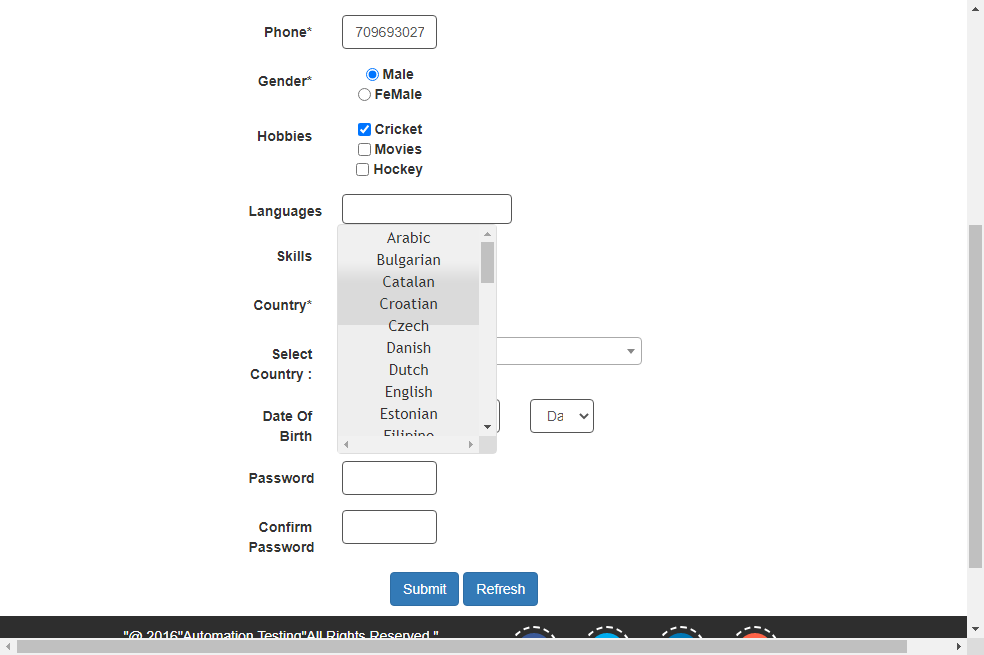 Phone*
709693027
Gender*
Male
FeMale
Hobbies
Cricket
Movies
Hockey
Languages
Arabic
Bulgarian
Skills
Catalan
Croatian
Country*
Czech
Danish
Select
Country :
Dutch
English
Estonian
Filipino
Date Of
Birth
Da
Password
Confirm
Password
Submit Refresh
"@ 2016"Automation Testing"All Rights Reserved."